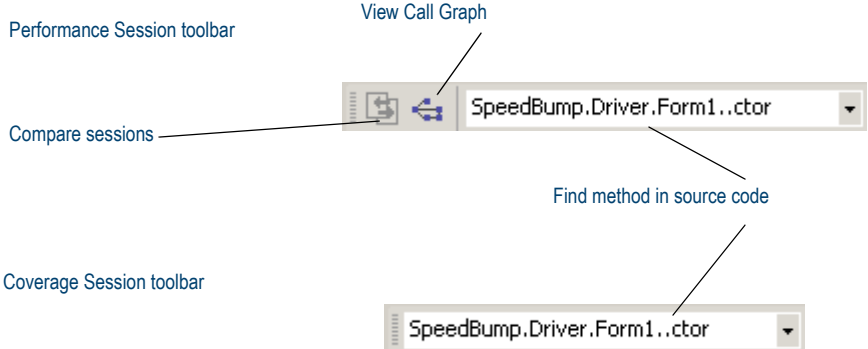 View Call Graph
Performance Session toolbar
SpeedBump.Driver.Form1..ctor
Compare sessions
Find method in source code
Coverage Session toolbar
SpeedBump.Driver.Form1..ctor